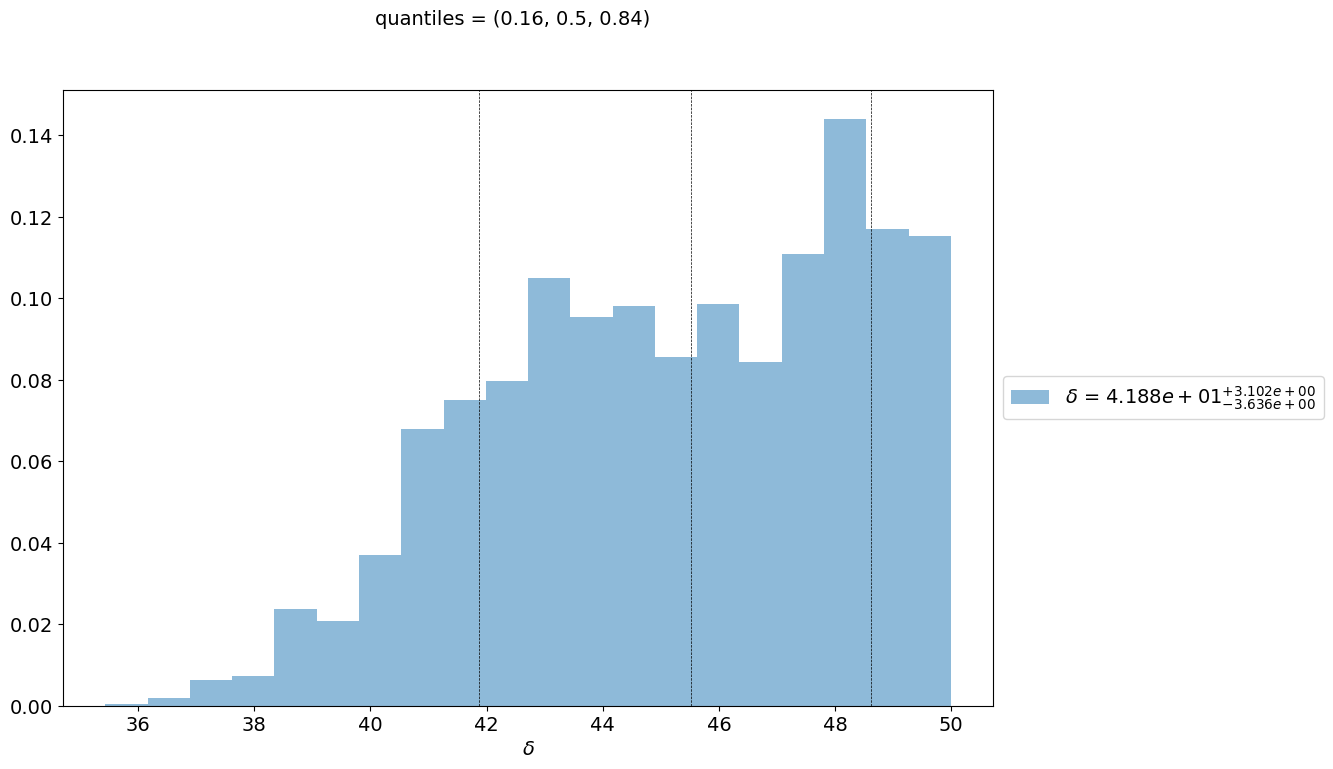 quantiles = (0.16, 0.5, 0.84)
0.14
0.12
0.10
0.08
0.06
0.04
0.02
0.00
36 38 40 42 44 46 48 50
δ
δ = 4.188e + 01 +3.102e+00 −3.636e+00